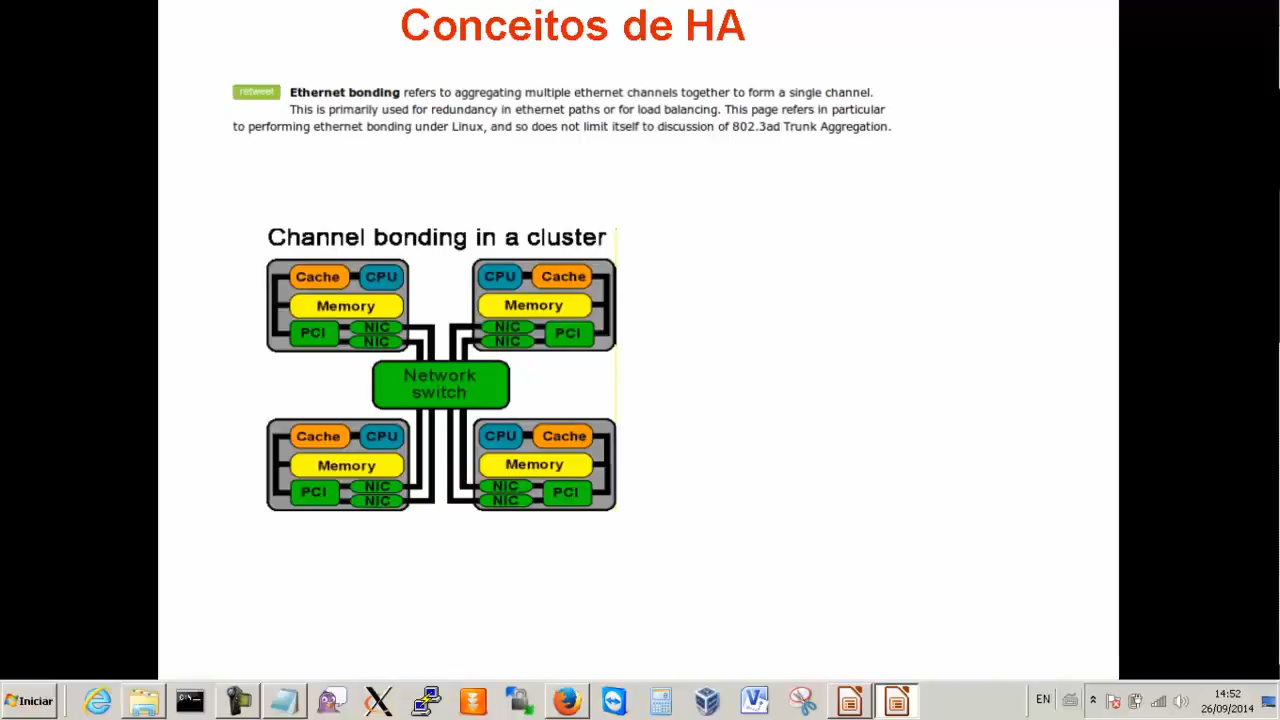 Conceitos de HA
retweet Ethernet bonding refers to aggregating multiple ethernet channels together to form a single channel.
This is primarily used for redundancy in ethernet paths or for load balancing. This page refers in particular
to performing ethernet bonding under Linux, and so does not limit itself to discussion of 802.3ad Trunk Aggregation.
Channel bonding in a cluster
Cache CPU
Memory
PCI NIC
NIC
CPU Cache
Memory
NIC PCI
NIC
Network
switch
Cache CPU
Memory
PCI NIC
NIC
CPU Cache
Memory
NIC PCI
NIC
Iniciar
EN
14:52
26/09/2014